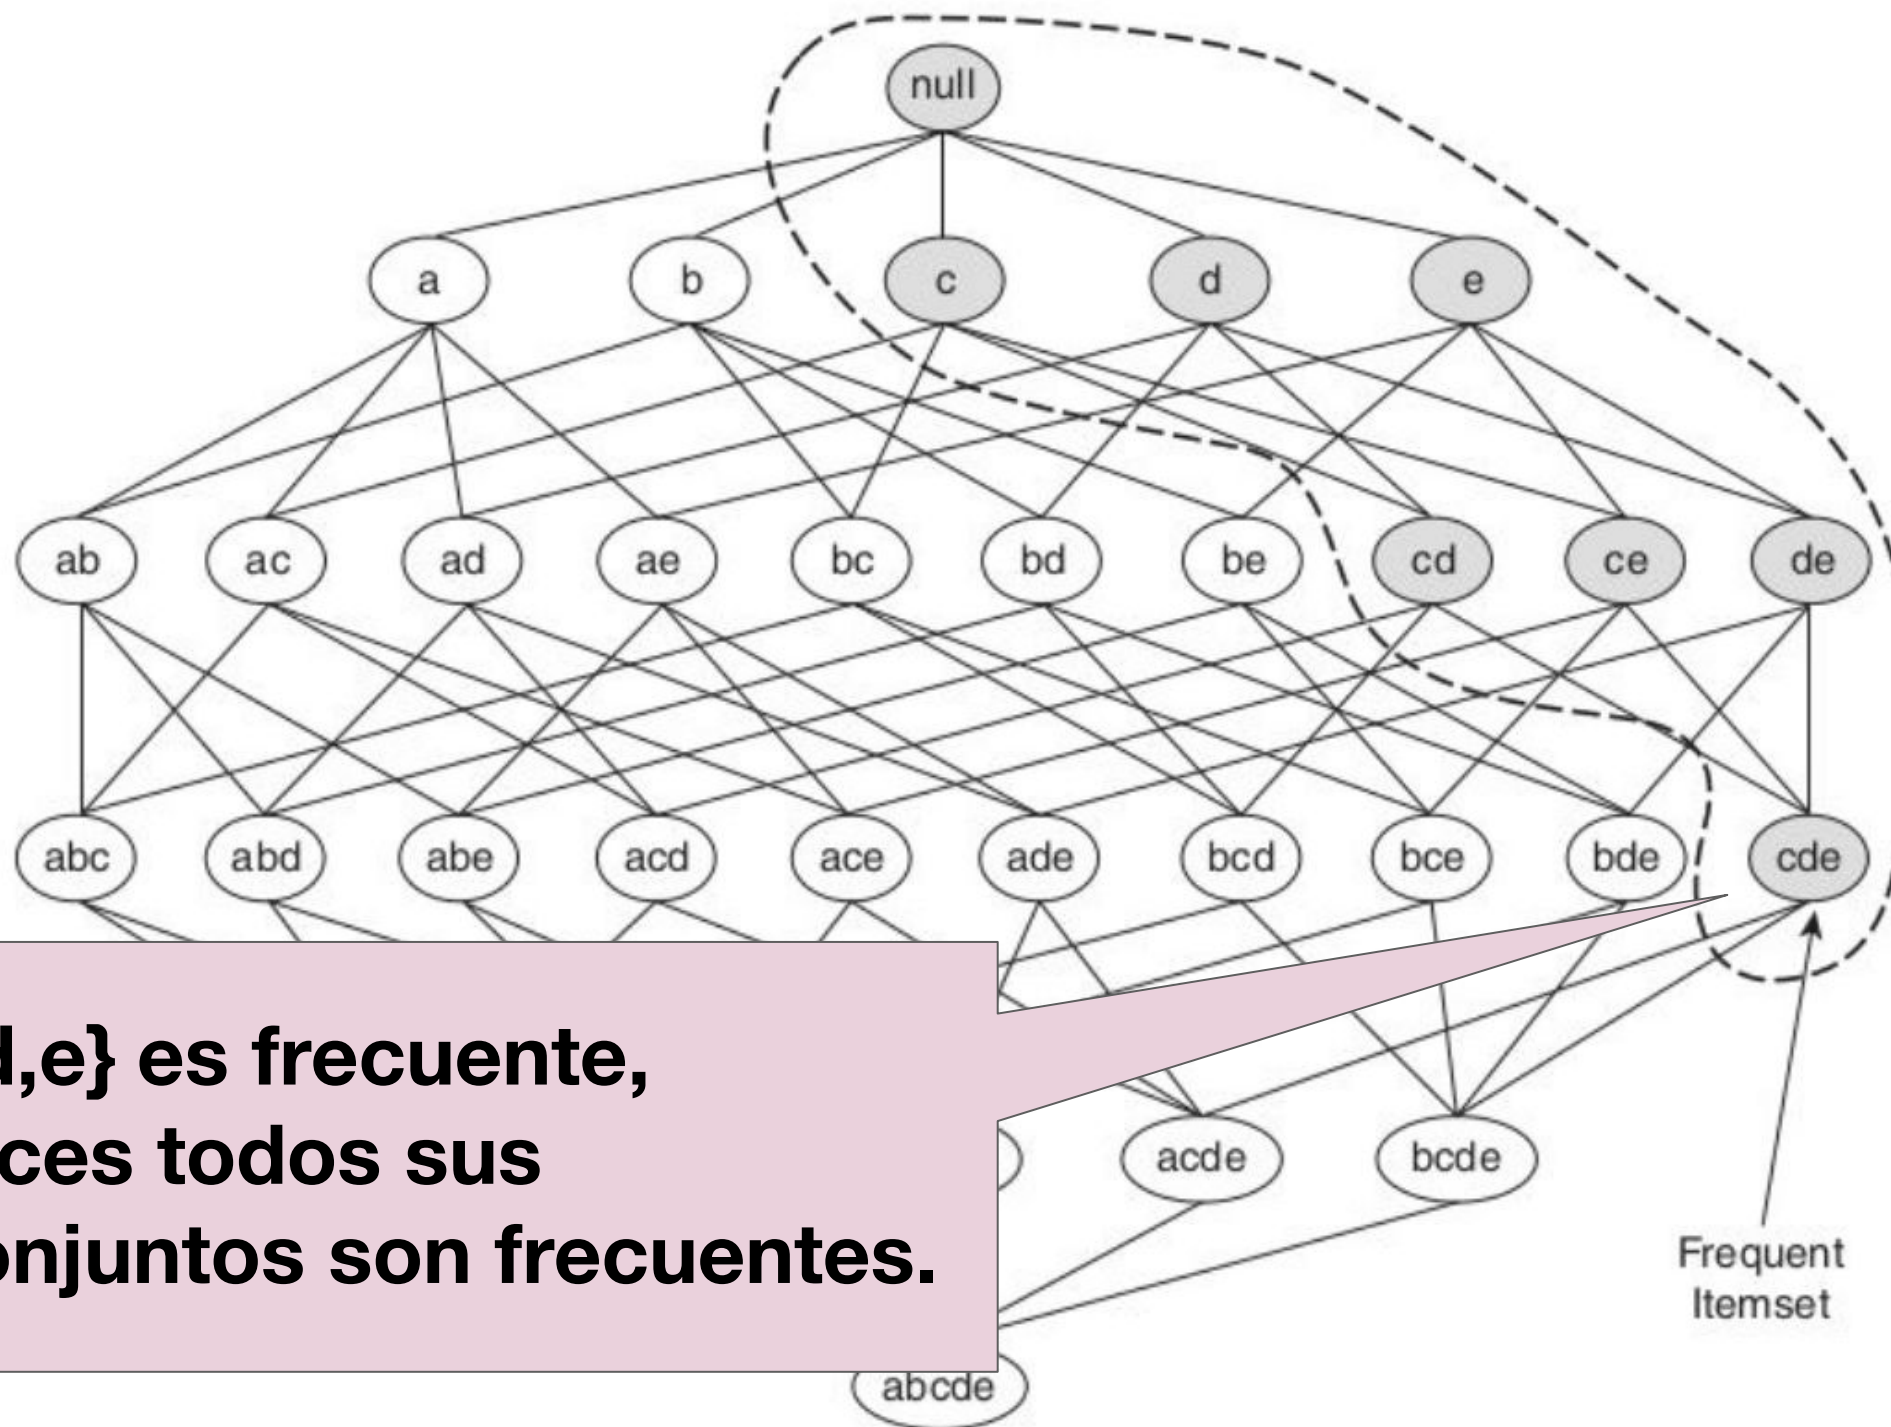 null
a b c d e
ab ac ad ae bc bd be cd ce de
abc abd abe acd ace ade bcd bce bde cde
d,e} es frecuente,
ces todos sus
onjuntos son frecuentes.
acde bcde
Frequent
Itemset
abcde